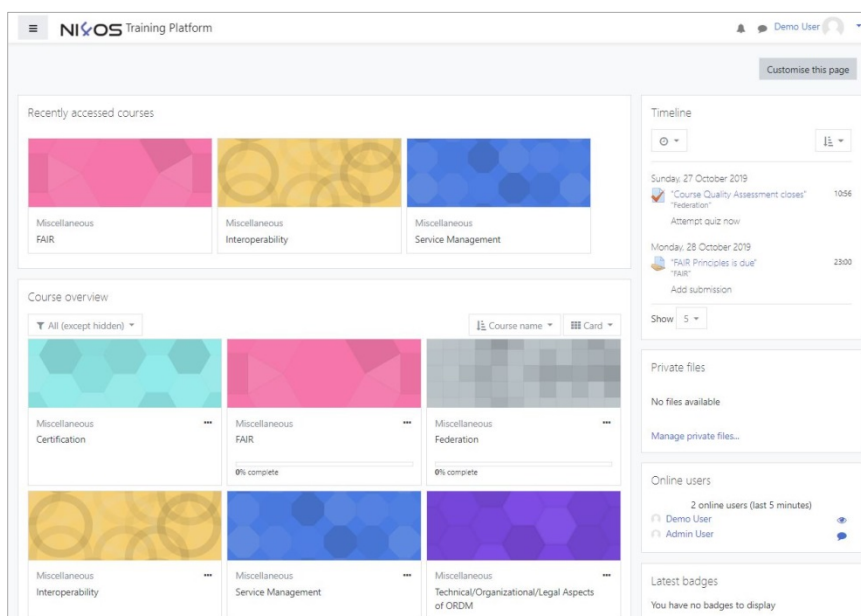 NI4OS Training Platform
Demo User
Customise this page
Recently accessed courses
Miscellaneous
FAIR
Miscellaneous
Interoperability
Miscellaneous
Service Management
Course overview
All (except hidden)
Course name
Card
Miscellaneous
Certification
Miscellaneous
FAIR
0% complete
Miscellaneous
Federation
0% complete
Miscellaneous
Interoperability
Miscellaneous
Service Management
Miscellaneous
Technical/Organizational/Legal Aspects
of ORDM
Timeline
Sunday, 27 October 2019
"Course Quality Assessment closes" 10:56
"Federation"
Attempt quiz now
Monday, 28 October 2019
"FAIR Principles is due" 23:00
"FAIR"
Add submission
Show 5
Private files
No files available
Manage private files...
Online users
2 online users (last 5 minutes)
Demo User
Admin User
Latest badges
You have no badges to display